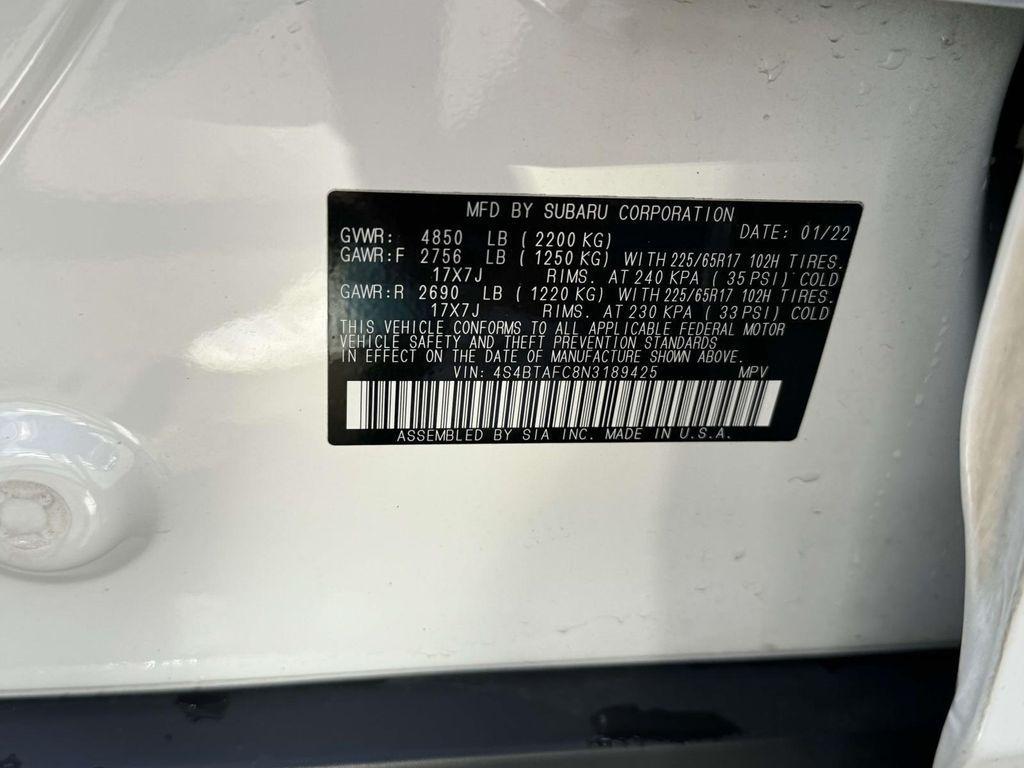 MFD BY SUBARU CORPORATION
DATE: 01/22
GVWR: 4850 LB ( 2200 KG)
GAWR:F 2756 LB ( 1250 KG) WITH 225/65R17 102H TIRES.
17X7J RIMS. AT 240 KPA ( 35 PSI) COLD
GAWR:R 2690 LB ( 1220 KG) WITH 225/65R17 102H TIRES.
17X7J RIMS. AT 230 KPA ( 33 PSI) COLD
THIS VEHICLE CONFORMS TO ALL APPLICABLE FEDERAL MOTOR
VEHICLE SAFETY AND THEFT PREVENTION STANDARDS
IN EFFECT ON THE DATE OF MANUFACTURE SHOWN ABOVE.
VIN: 4S4BTAFC8N3189425 MPV
ASSEMBLED BY SIA INC. MADE IN U.S.A.